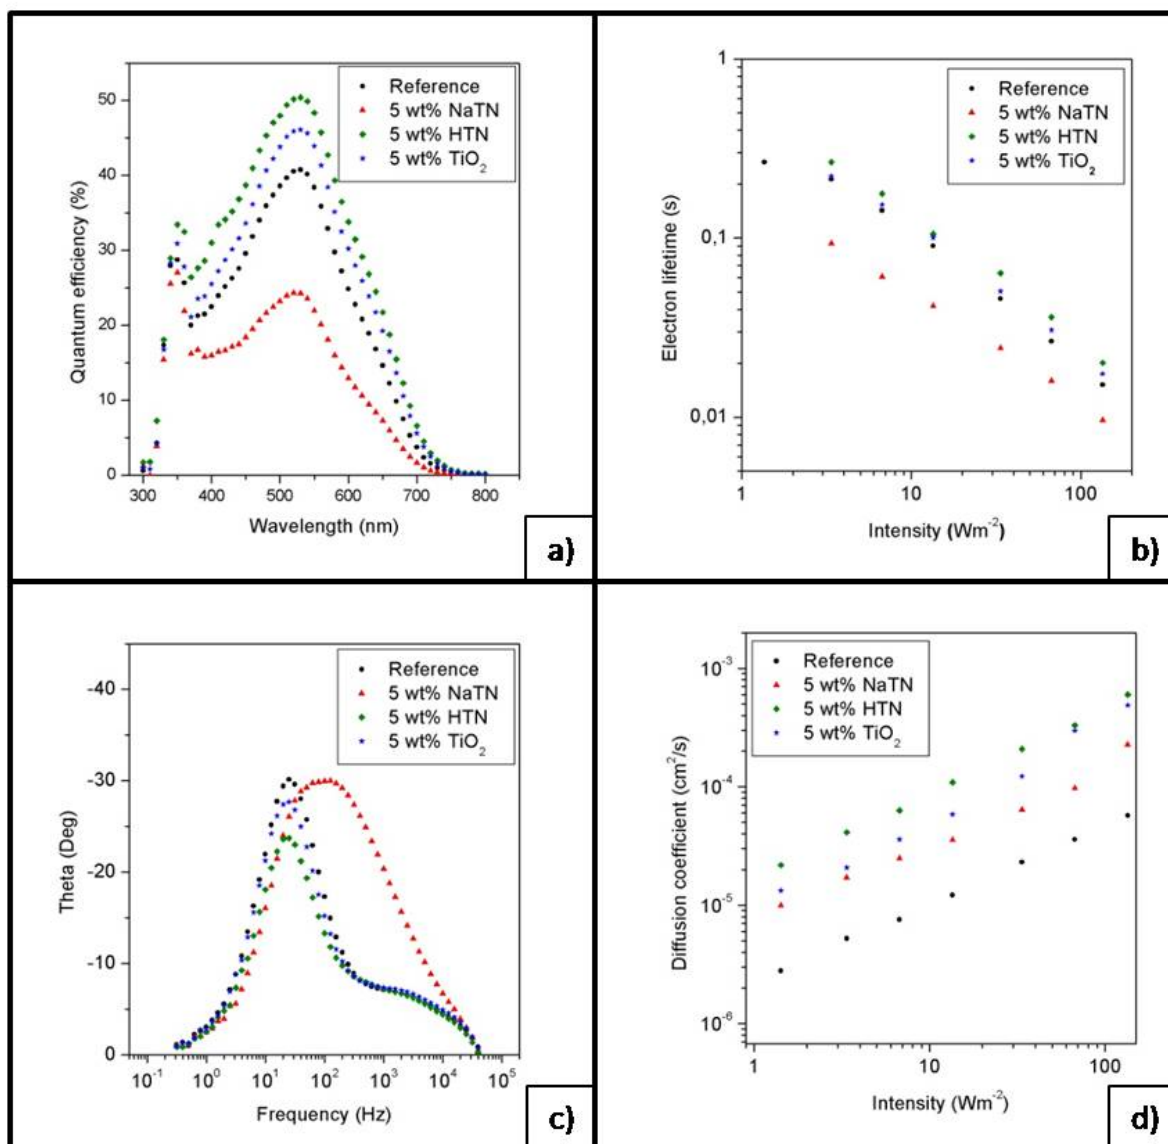 Reference
5 wt% NaTN
5 wt% HTN
5 wt% TiO2
50
40
30
20
10
0
300 400 500 600 700 800
Quantum efficiency (%)
Wavelength (nm)
a)
Reference
5 wt% NaTN
5 wt% HTN
5 wt% TiO2
1
0,1
0,01
1 10 100
Electron lifetime (s)
Intensity (Wm-2)
b)
Reference
5 wt% NaTN
5 wt% HTN
5 wt% TiO2
-40
-30
-20
-10
0
10-1 100 101 102 103 104 105
Theta (Deg)
Frequency (Hz)
c)
Reference
5 wt% NaTN
5 wt% HTN
5 wt% TiO2
10-3
10-4
10-5
10-6
1 10 100
Diffusion coefficient (cm2/s)
Intensity (Wm-2)
d)